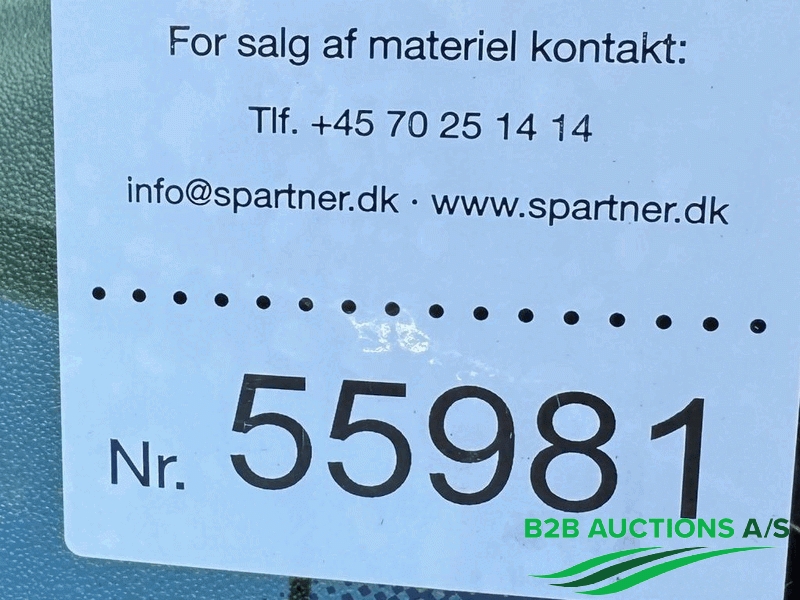 For salg af materiel kontakt:
Tlf. +45 70 25 14 14
info@spartner.dk · www.spartner.dk
Nr. 55981
B2B AUCTIONS A/S